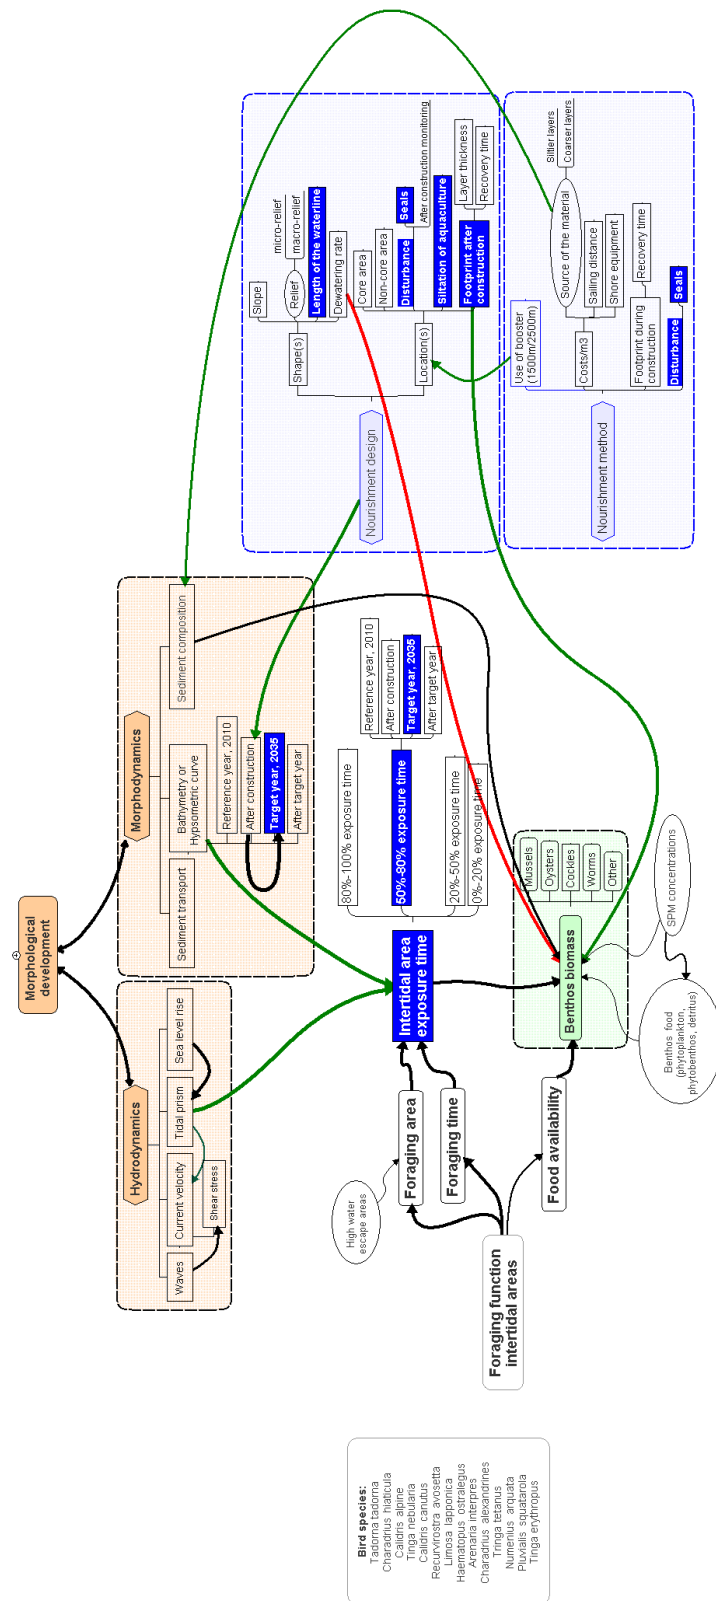 Bird species:
Tadorna tadorna
Charadrius hiaticula
Calidris alpine
Tinga nebularia
Calidris canutus
Recurvirostra avosetta
Limosa lapponica
Haematopus ostralegus
Arenaria interpres
Charadrius alexandrines
Tringa tetanus
Numenius arquata
Pluvialis squatarola
Tinga erythropus
Foraging function
intertidal areas
High water
escape areas
Foraging area
Foraging time
Food availability
Morphological
development
Hydrodynamics
Waves
Current velocity
Tidal prism
Sea level rise
Shear stress
Morphodynamics
Sediment transport
Bathymetry or
Hypsometric curve
Sediment composition
Reference year, 2010
After construction
Target year, 2035
After target year
Intertidal area
exposure time
80%-100% exposure time
50%-80% exposure time
20%-50% exposure time
0%-20% exposure time
Reference year, 2010
After construction
Target year, 2035
After target year
Benthos biomass
Mussels
Oysters
Cockles
Worms
Other
Benthos food
(phytoplankton,
phytobenthos, detritus)
SPM concentrations
Nourishment design
Shape(s)
Slope
Relief
micro-relief
macro-relief
Length of the waterline
Dewatering rate
Location(s)
Core area
Non-core area
Disturbance
Seals
After construction monitoring
Siltation of aquaculture
Footprint after
construction
Layer thickness
Recovery time
Nourishment method
Use of booster
(1500m/2500m)
Costs/m3
Source of the material
Siltier layers
Coarser layers
Sailing distance
Shore equipment
Footprint during
construction
Recovery time
Disturbance
Seals